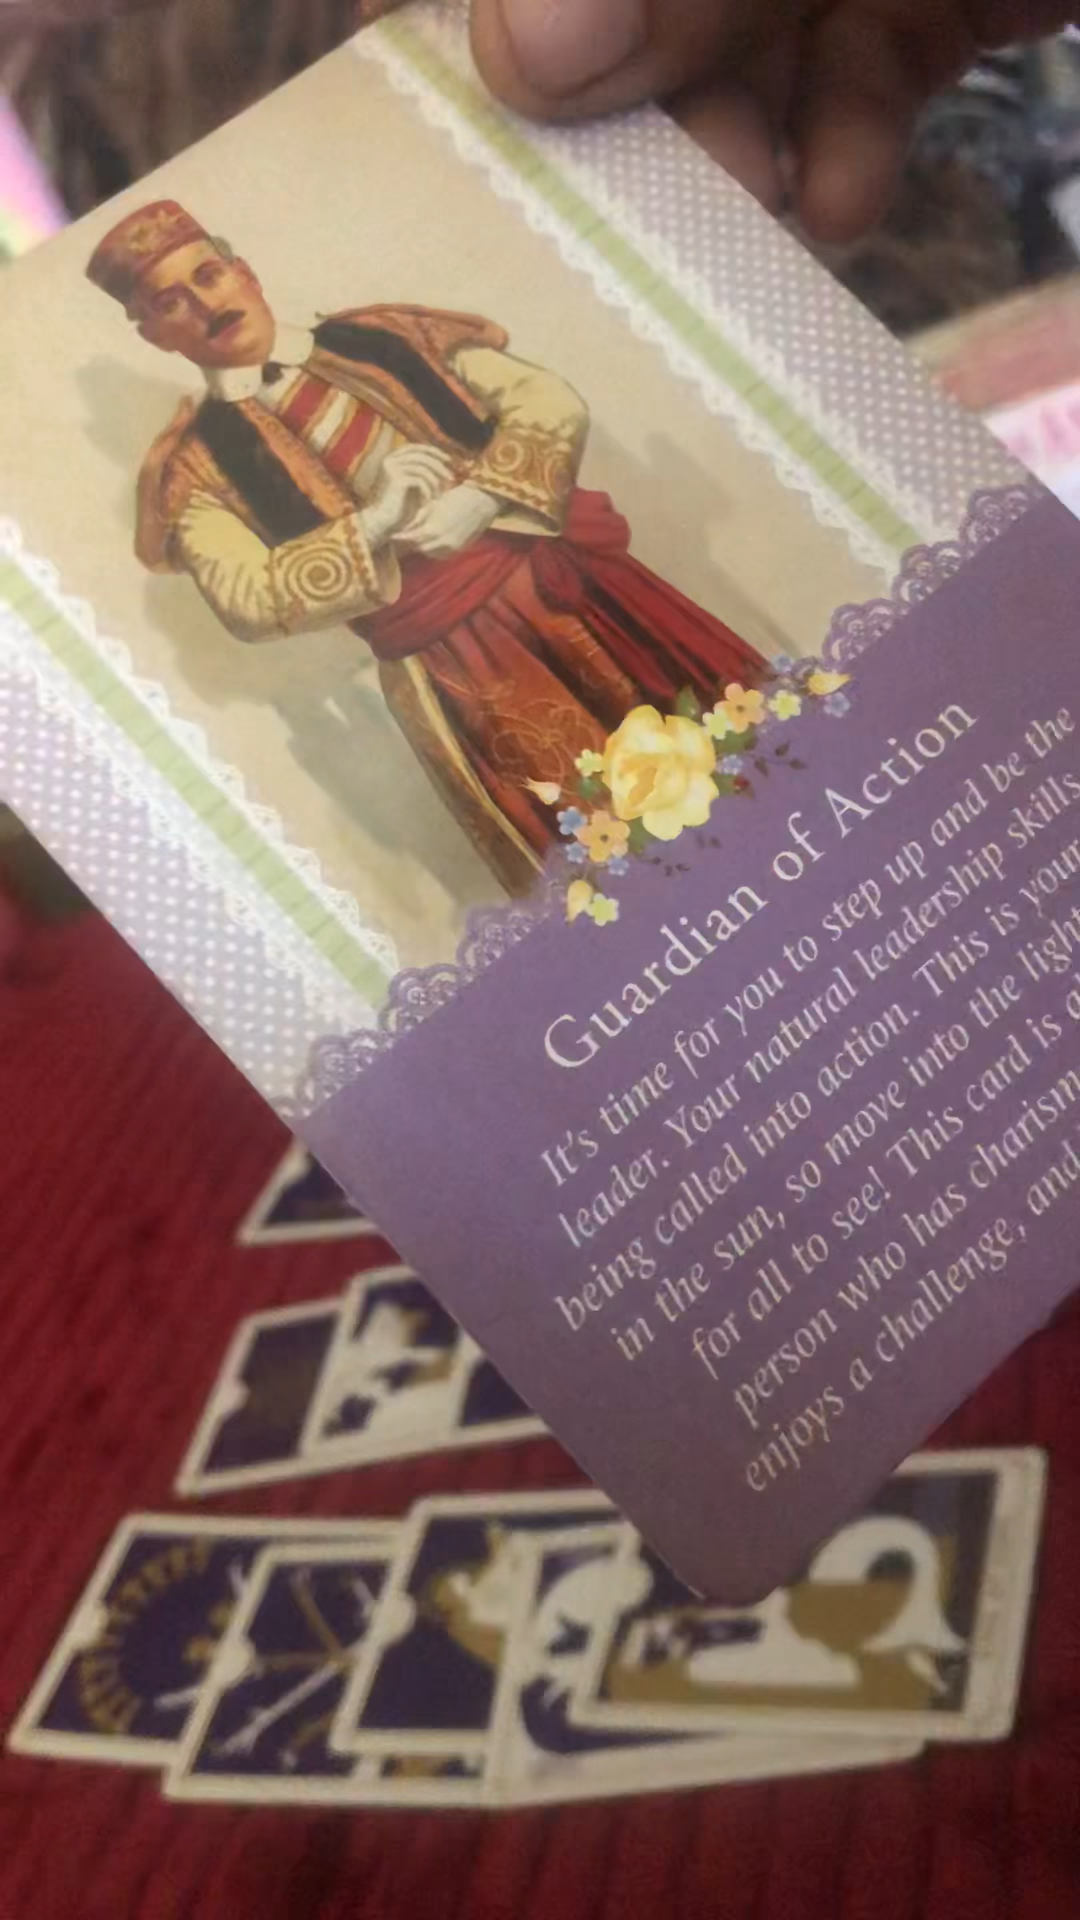 Guardian of Action
It's time for you to step up and be the
leader. Your natural leadership skills
being called into action. This is your
in the sun, so move into the light
for all to see! This card is
person who has charism
enjoys a challenge, and